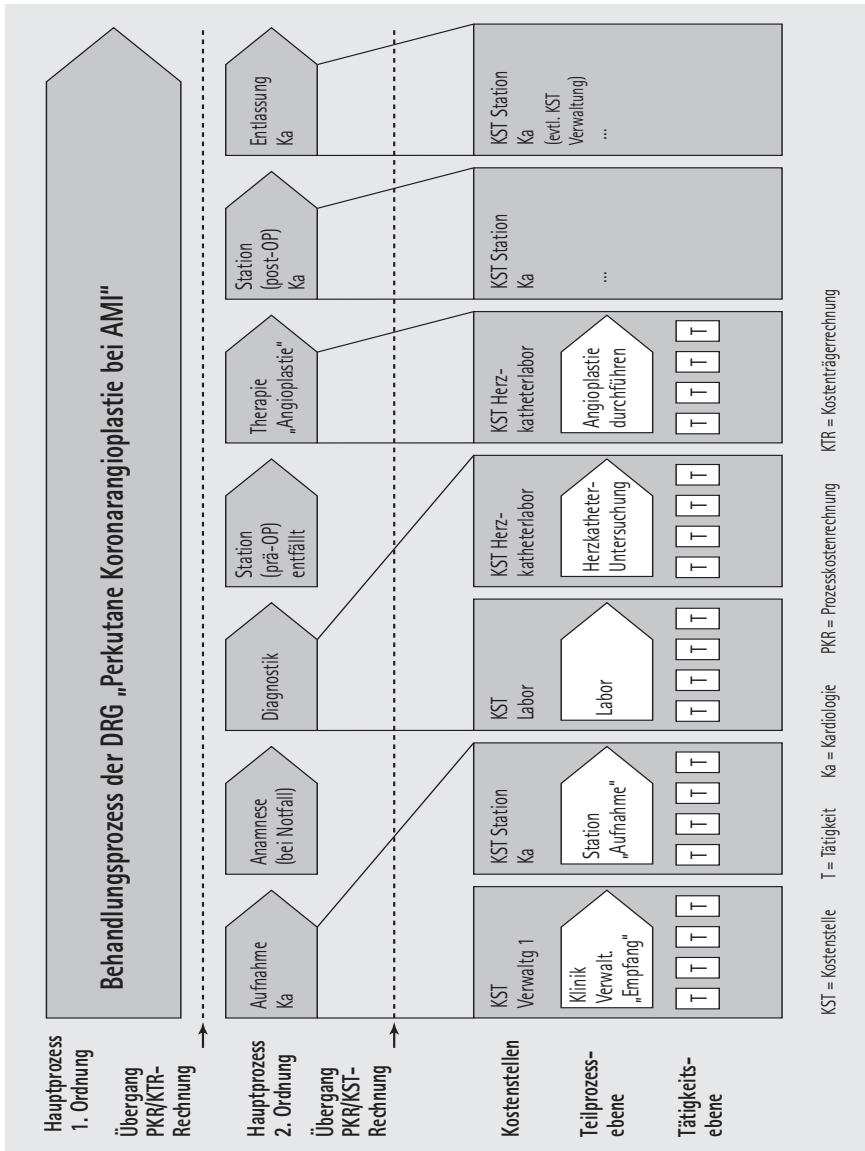 Hauptprozess
1. Ordnung
Behandlungsprozess der DRG „Perkutane Koronarangioplastie bei AMI“
Übergang
PKR/KTR-
Rechnung
Hauptprozess
2. Ordnung
Aufnahme
Ka
Anamnese
(bei Notfall)
Diagnostik
Station
(prä-OP)
entfällt
Therapie
„Angioplastie“
Station
(post-OP)
Ka
Entlassung
Ka
Übergang
PKR/KST-
Rechnung
Kostenstellen
KST
Verwaltg 1
KST Station
Ka
KST
Labor
KST Herz-
katheterlabor
KST Herz-
katheterlabor
KST Station
Ka
...
KST Station
Ka
(evtl. KST
Verwaltung)
...
Teilprozess-
ebene
Klinik
Verwalt.
„Empfang“
Station
„Aufnahme“
Labor
Herzkatheter-
Untersuchung
Angioplastie
durchführen
Tätigkeits-
ebene
T T T T
T T T T
T T T T
T T T T
T T T T
KST = Kostenstelle T = Tätigkeit Ka = Kardiologie PKR = Prozesskostenrechnung KTR = Kostenträgerrechnung